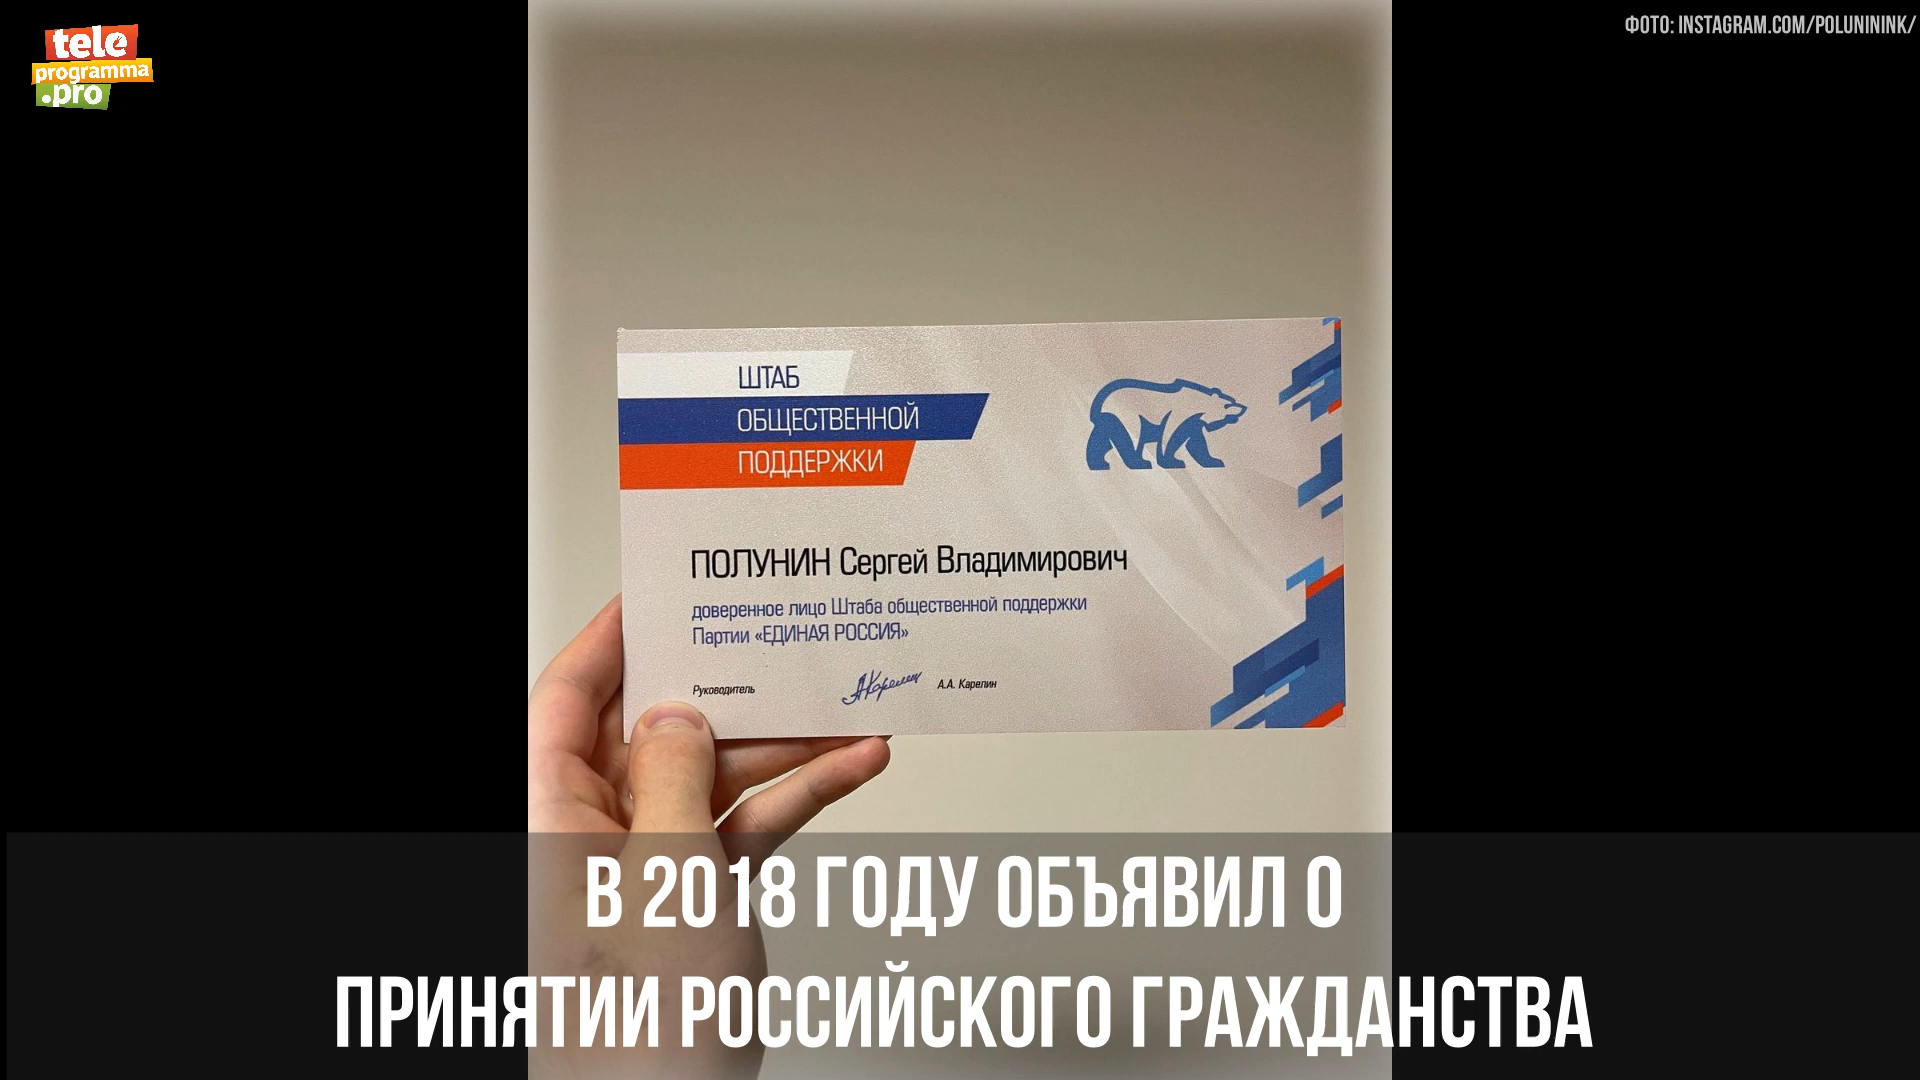 tele
programma
.pro
ФОТО: INSTAGRAM.COM/POLUNININK/
ШТАБ
ОБЩЕСТВЕННОЙ
ПОДДЕРЖКИ
ПОЛУНИН Сергей Владимирович
доверенное лицо Штаба общественной поддержки
Партии «ЕДИНАЯ РОССИЯ»
Руководитель
А.А. Карелин
В 2018 ГОДУ ОБЪЯВИЛ О
ПРИНЯТИИ РОССИЙСКОГО ГРАЖДАНСТВА